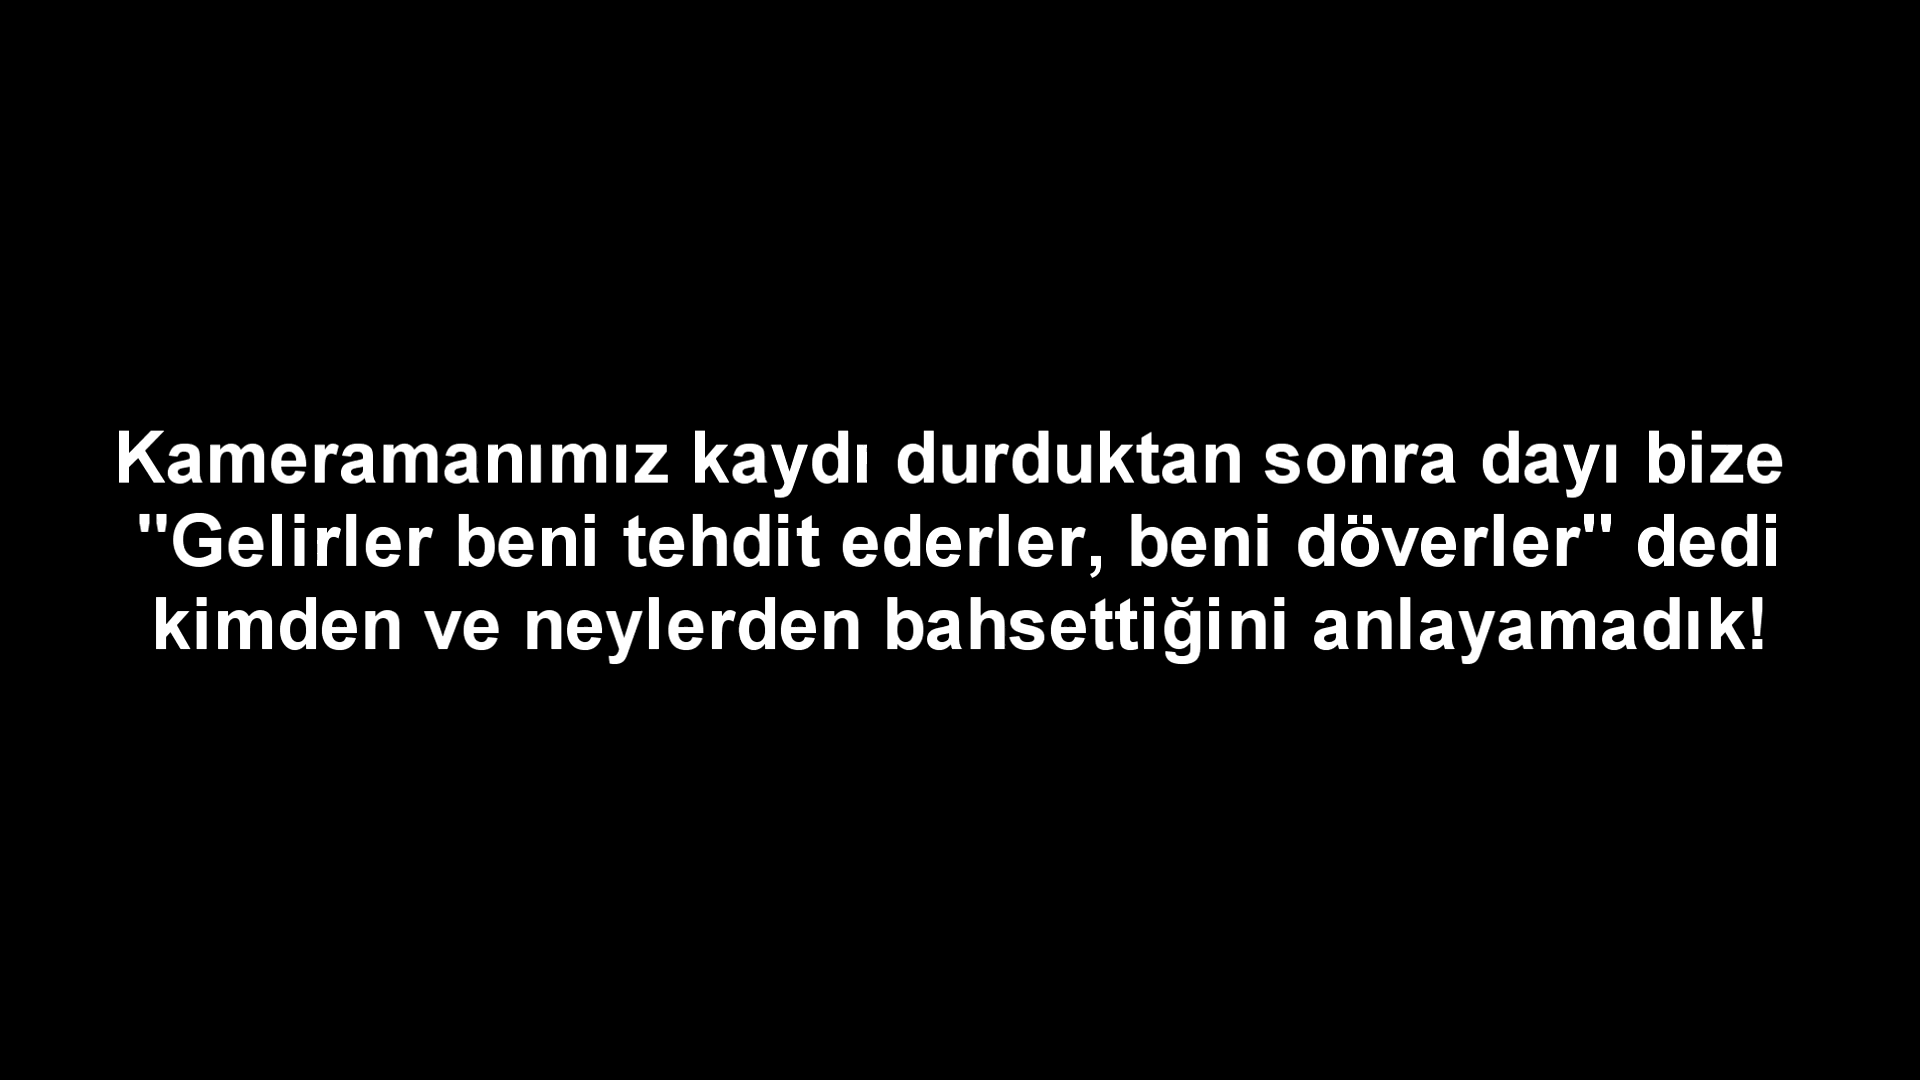 Kameramanımız kaydı durduktan sonra dayı bize
"Gelirler beni tehdit ederler, beni döverler" dedi
kimden ve neylerden bahsettiğini anlayamadık!